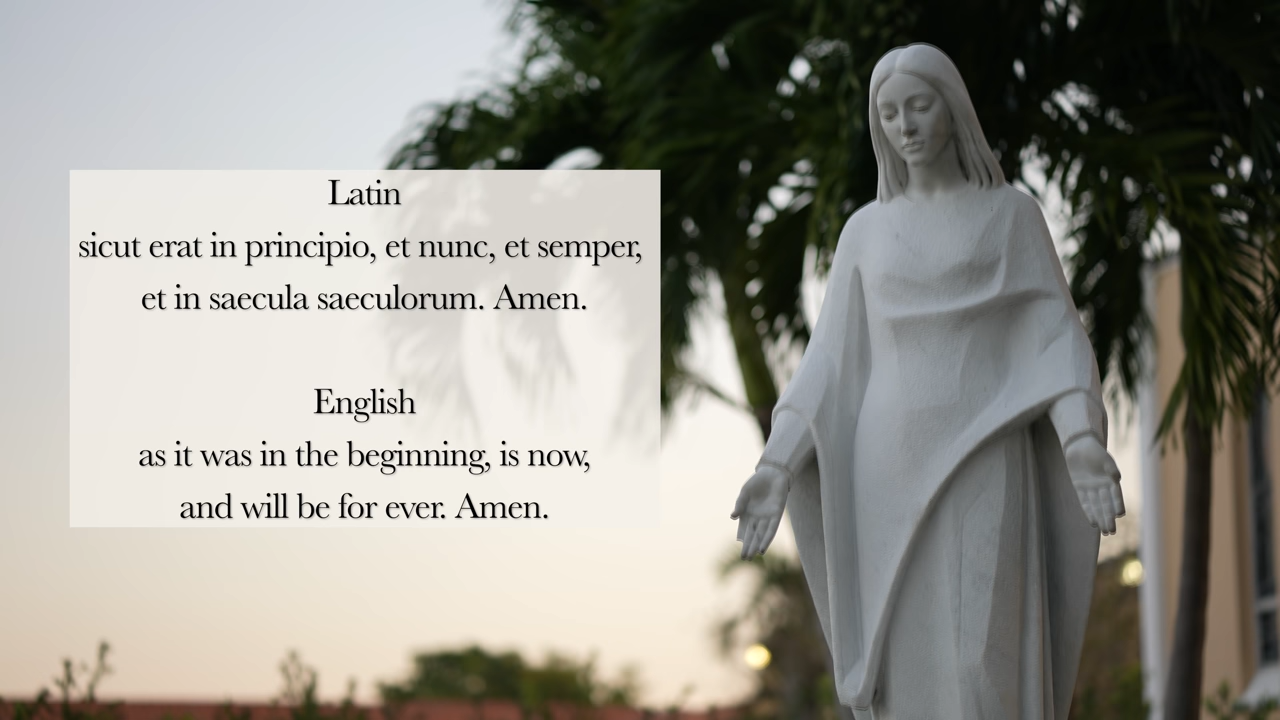 Latin
sicut erat in principio, et nunc, et semper,
et in saecula saeculorum. Amen.
English
as it was in the beginning, is now,
and will be for ever. Amen.